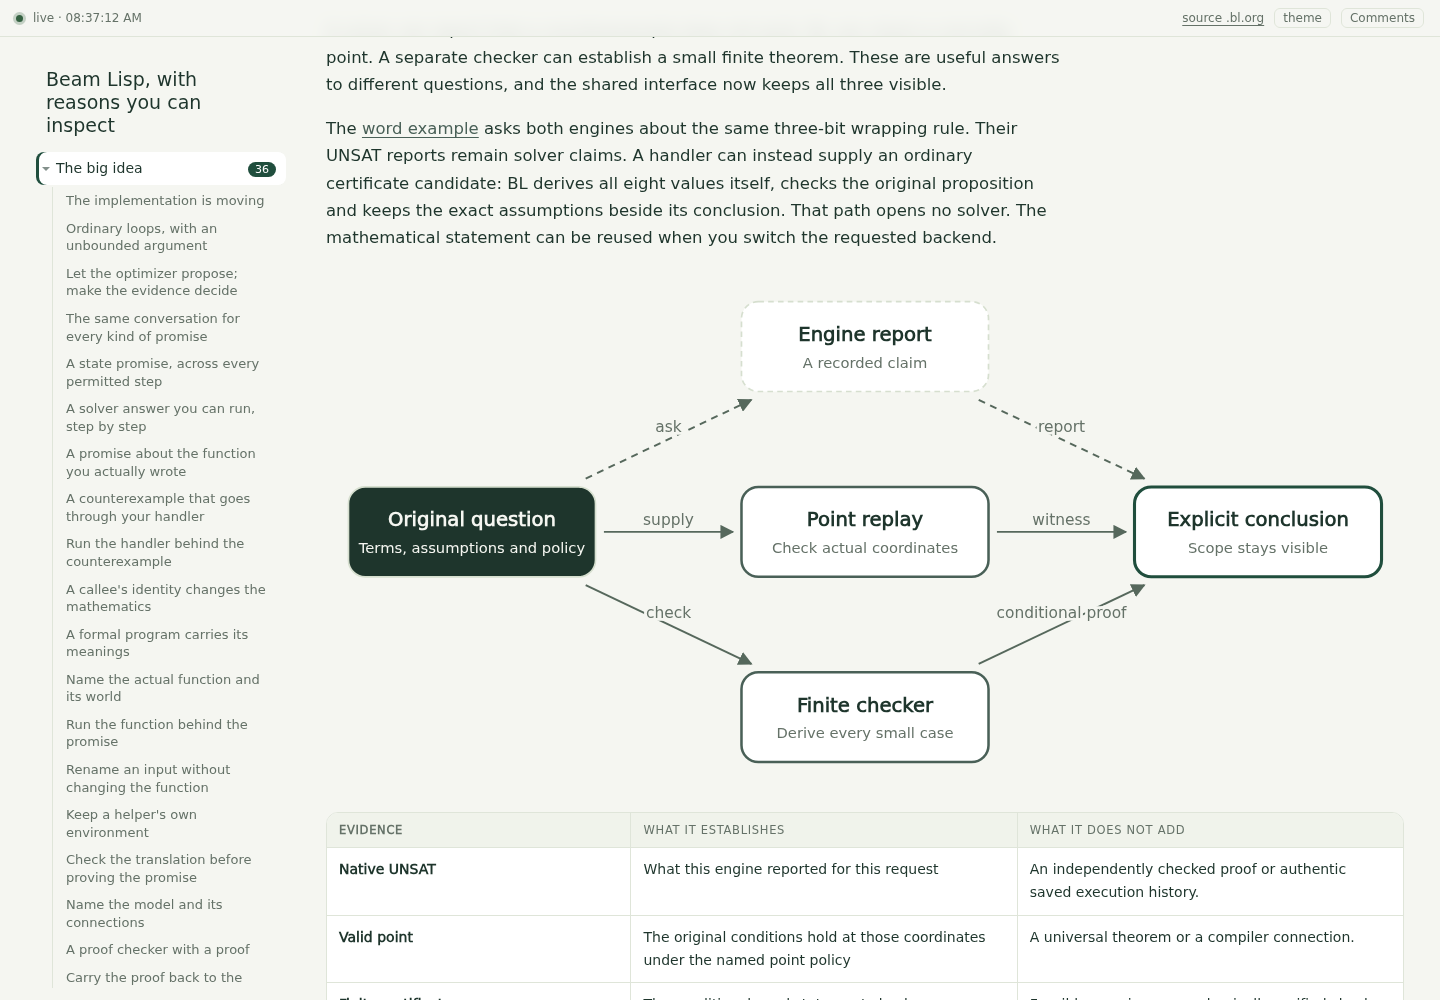 live · 08:37:12 AM
source .bl.org
theme
Comments
Beam Lisp, with
reasons you can
inspect
The big idea
36
The implementation is moving
Ordinary loops, with an
unbounded argument
Let the optimizer propose;
make the evidence decide
The same conversation for
every kind of promise
A state promise, across every
permitted step
A solver answer you can run,
step by step
A promise about the function
you actually wrote
A counterexample that goes
through your handler
Run the handler behind the
counterexample
A callee's identity changes the
mathematics
A formal program carries its
meanings
Name the actual function and
its world
Run the function behind the
promise
Rename an input without
changing the function
Keep a helper's own
environment
Check the translation before
proving the promise
Name the model and its
connections
A proof checker with a proof
Carry the proof back to the
point. A separate checker can establish a small finite theorem. These are useful answers
to different questions, and the shared interface now keeps all three visible.
The word example asks both engines about the same three-bit wrapping rule. Their
UNSAT reports remain solver claims. A handler can instead supply an ordinary
certificate candidate: BL derives all eight values itself, checks the original proposition
and keeps the exact assumptions beside its conclusion. That path opens no solver. The
mathematical statement can be reused when you switch the requested backend.
Engine report
A recorded claim
ask
report
Original question
Terms, assumptions and policy
supply
Point replay
Check actual coordinates
witness
Explicit conclusion
Scope stays visible
check
conditional proof
Finite checker
Derive every small case
EVIDENCE
WHAT IT ESTABLISHES
WHAT IT DOES NOT ADD
Native UNSAT
What this engine reported for this request
An independently checked proof or authentic
saved execution history.
Valid point
The original conditions hold at those coordinates
under the named point policy
A universal theorem or a compiler connection.